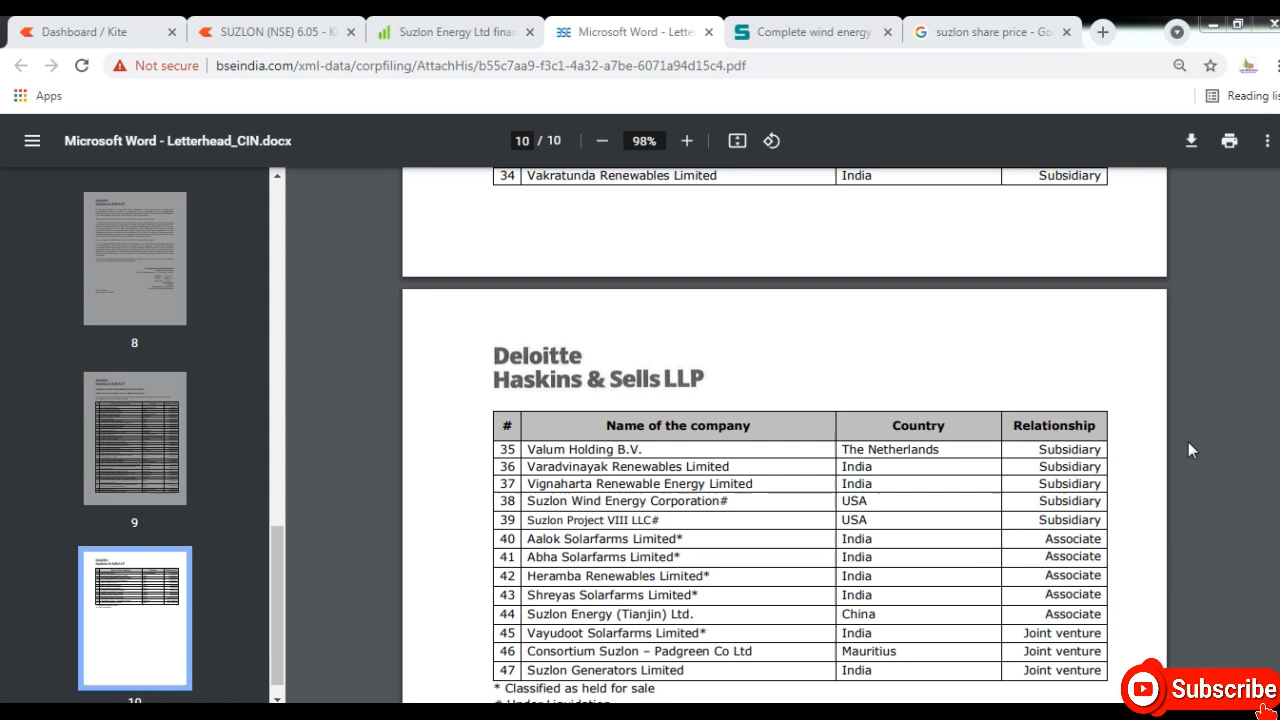 Dashboard / Kite
SUZLON (NSE) 6.05 - K
Suzlon Energy Ltd fin
Microsoft Word - Lette
Complete wind energy
suzlon share price - Go
Not secure
bseindia.com/xml-data/corpfiling/AttachHis/b55c7aa9-f3c1-4a32-a7be-6071a94d15c4.pdf
Apps
Reading lis
Microsoft Word - Letterhead_CIN.docx
10 / 10
98%
8
9
10
34 Vakratunda Renewables Limited India Subsidiary
Deloitte
Haskins & Sells LLP
# Name of the company Country Relationship
35 Valum Holding B.V. The Netherlands Subsidiary
36 Varadvinayak Renewables Limited India Subsidiary
37 Vignaharta Renewable Energy Limited India Subsidiary
38 Suzlon Wind Energy Corporation# USA Subsidiary
39 Suzlon Project VIII LLC# USA Subsidiary
40 Aalok Solarfarms Limited* India Associate
41 Abha Solarfarms Limited* India Associate
42 Heramba Renewables Limited* India Associate
43 Shreyas Solarfarms Limited* India Associate
44 Suzlon Energy (Tianjin) Ltd. China Associate
45 Vayudoot Solarfarms Limited* India Joint venture
46 Consortium Suzlon – Padgreen Co Ltd Mauritius Joint venture
47 Suzlon Generators Limited India Joint venture
* Classified as held for sale
# Under Liquidation
Subscribe